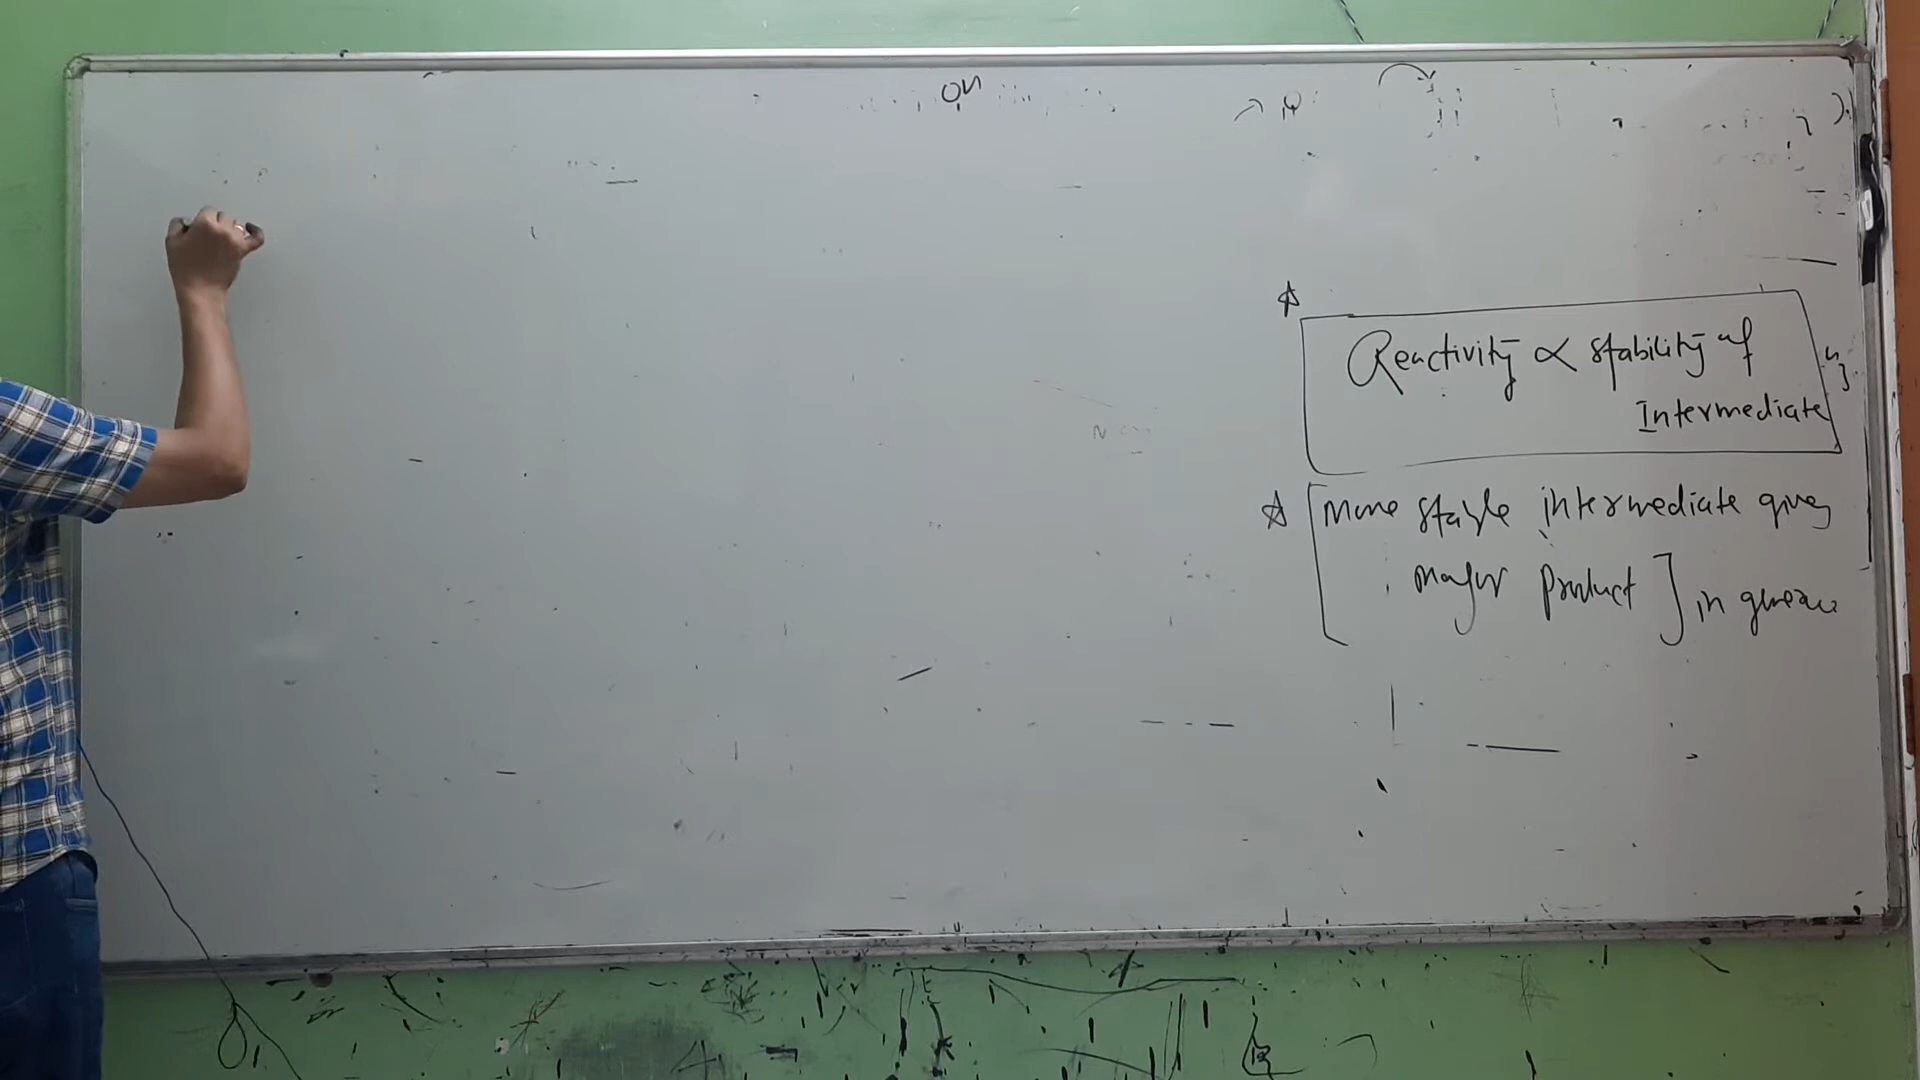 Reactivity ∝ stability of
Intermediate
More stable intermediate gives
major product ] in general